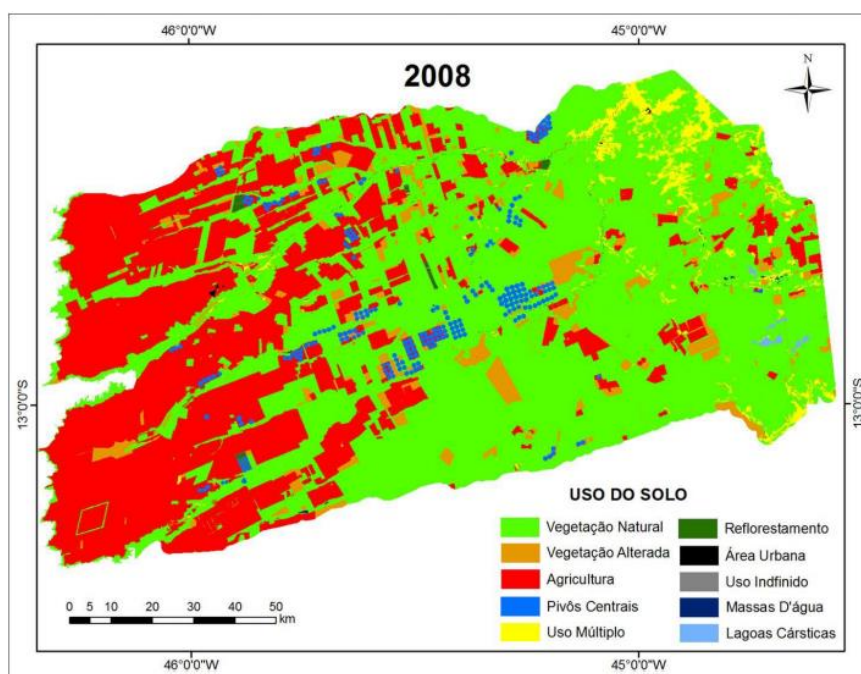 46°0'0"W 45°0'0"W
2008
N
13°0'0"S 13°0'0"S
USO DO SOLO
Vegetação Natural Reflorestamento
Vegetação Alterada Área Urbana
Agricultura Uso Indfinido
Pivôs Centrais Massas D'água
Uso Múltiplo Lagoas Cársticas
0 5 10 20 30 40 50
km
46°0'0"W 45°0'0"W